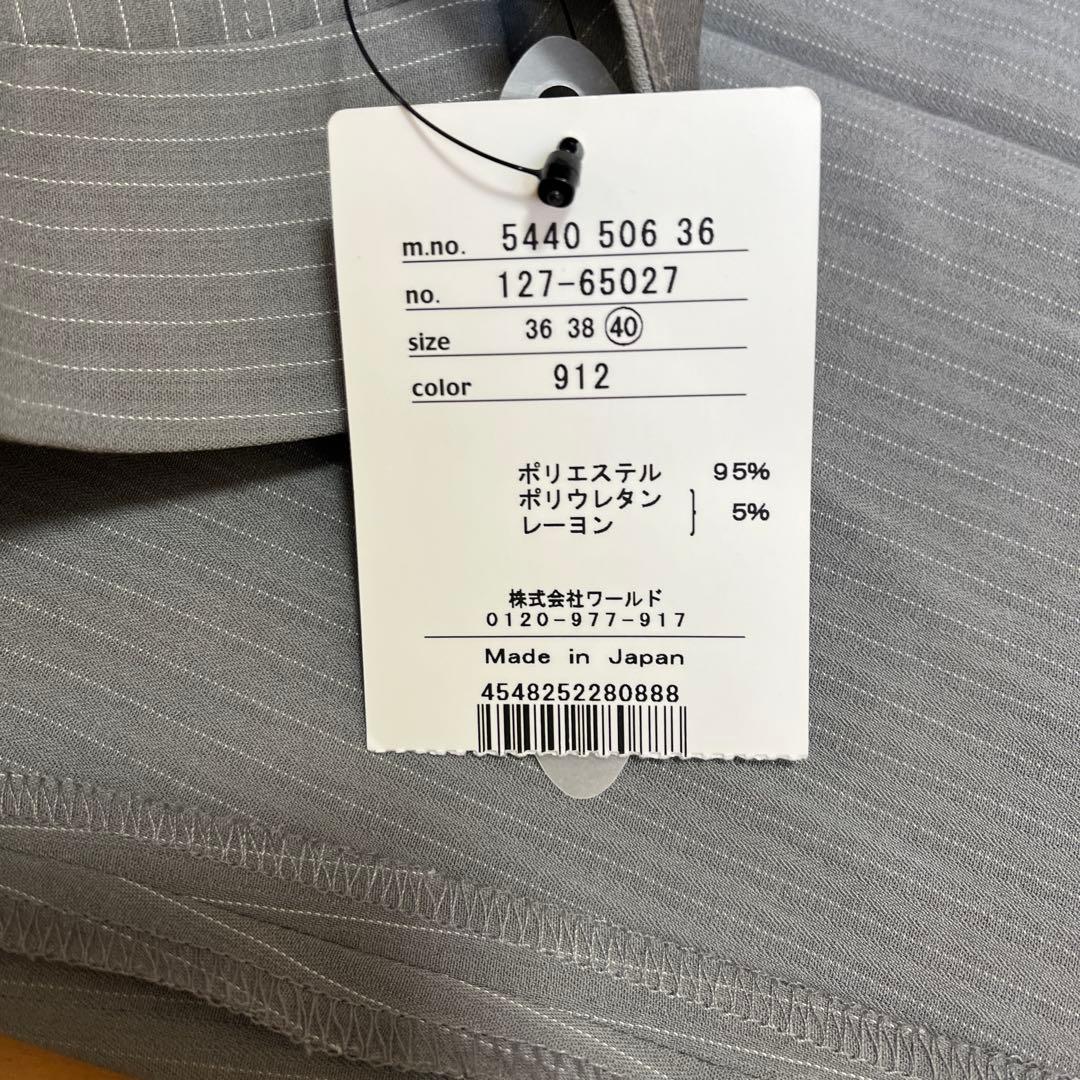 m.no. 5440 506 36
no. 127-65027
size 36 38 40
color 912
ポリエステル 95%
ポリウレタン
レーヨン } 5%
株式会社ワールド
0120-977-917
Made in Japan
4548252280888